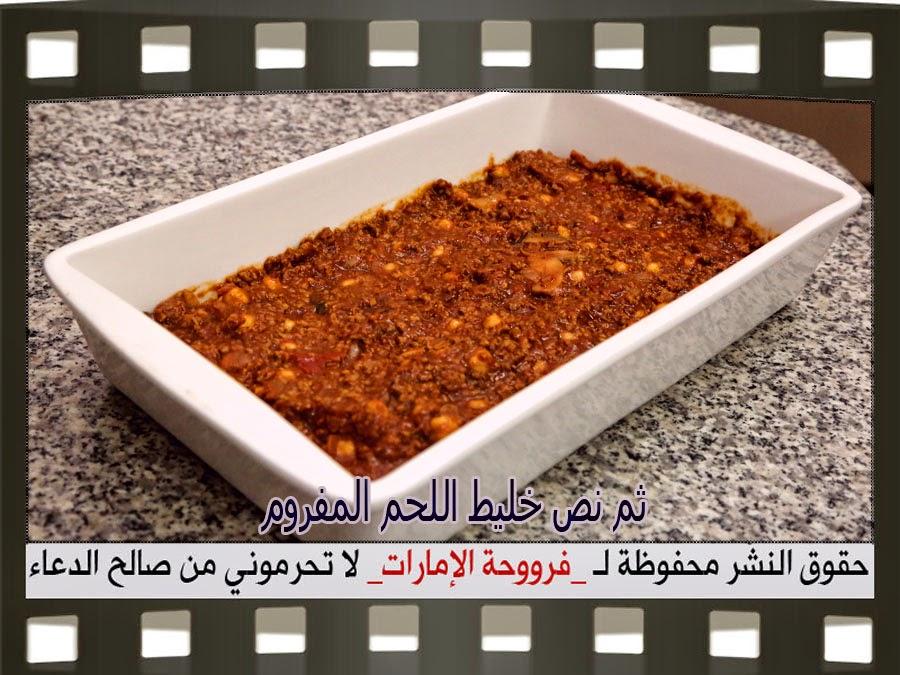 ثم نص خليط اللحم المفروم
حقوق النشر محفوظة لـ _فرووحة الإمارات_ لا تحرموني من صالح الدعاء